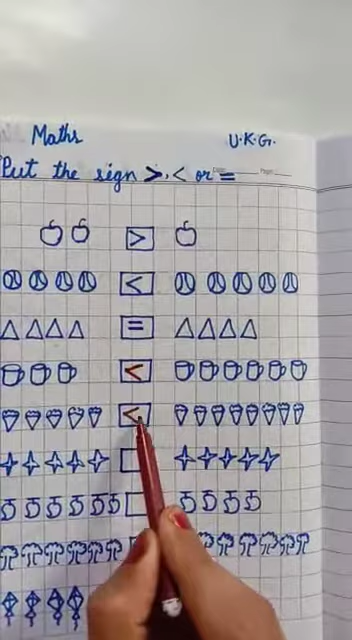 Maths
U.K.G.
Put the sign >, < or =
>
<
=
<
<